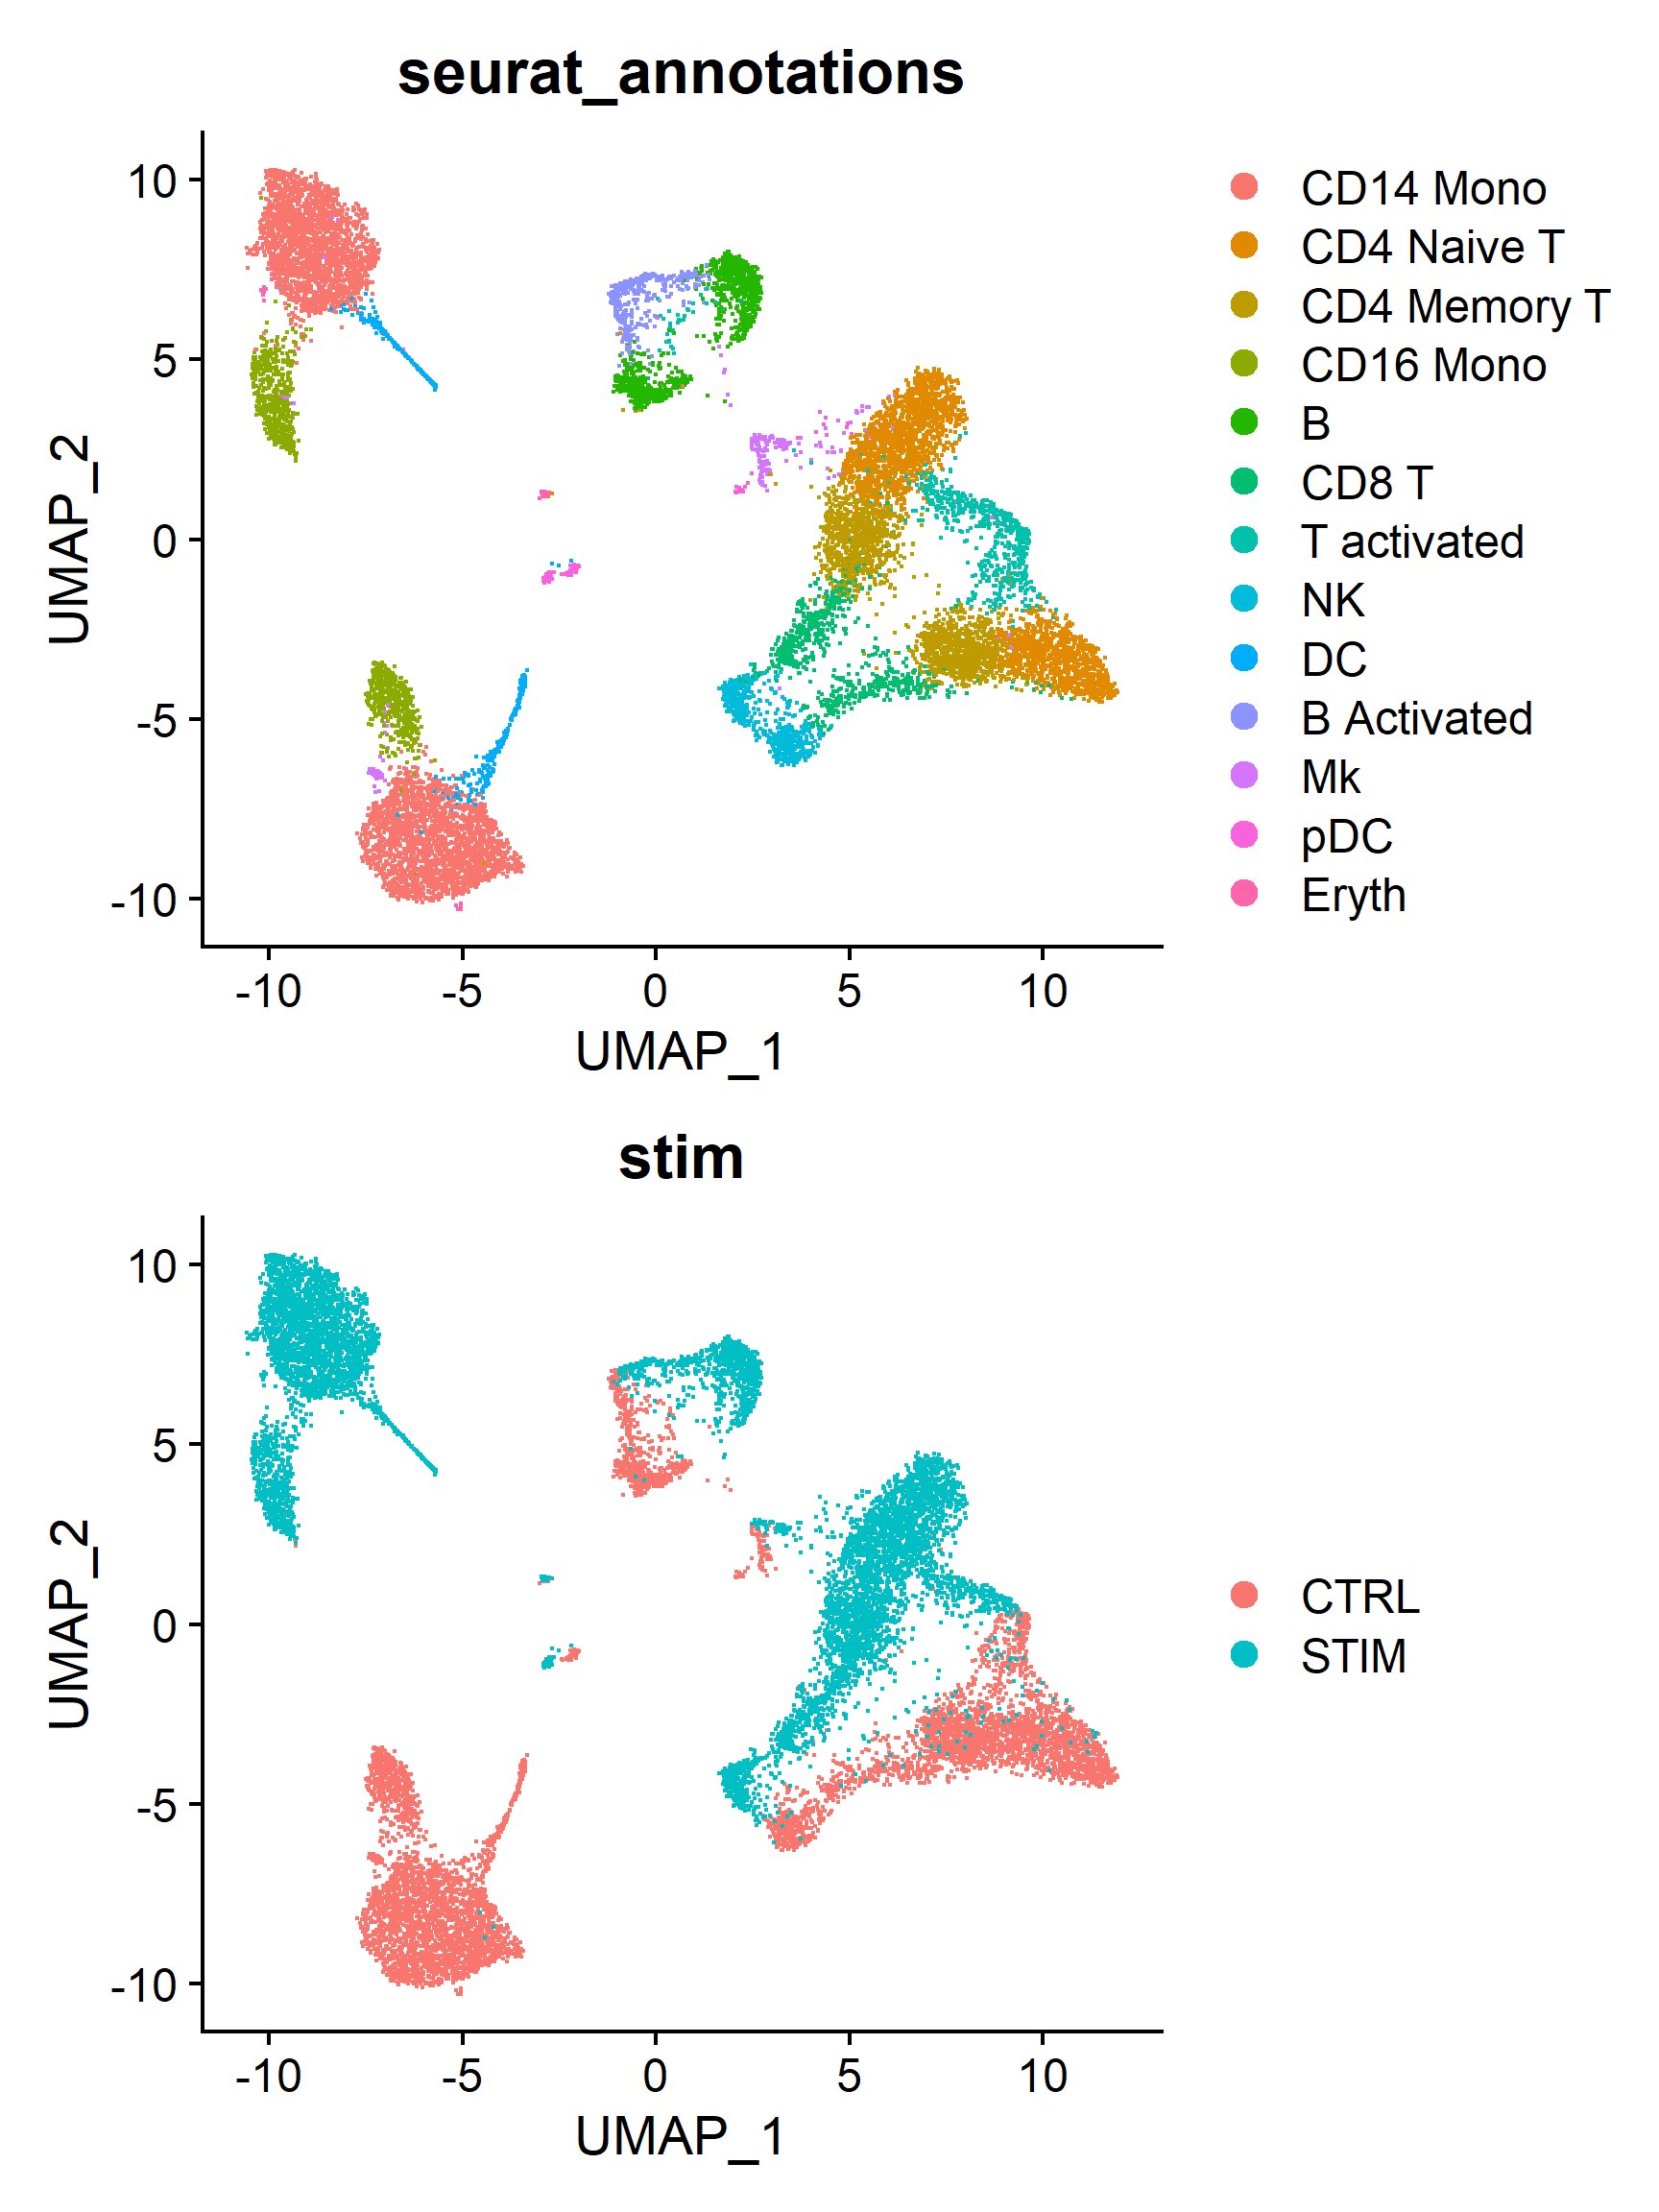 seurat_annotations
10
5
0
-5
-10
UMAP_2
-10 -5 0 5 10
UMAP_1
CD14 Mono
CD4 Naive T
CD4 Memory T
CD16 Mono
B
CD8 T
T activated
NK
DC
B Activated
Mk
pDC
Eryth
stim
10
5
0
-5
-10
UMAP_2
-10 -5 0 5 10
UMAP_1
CTRL
STIM